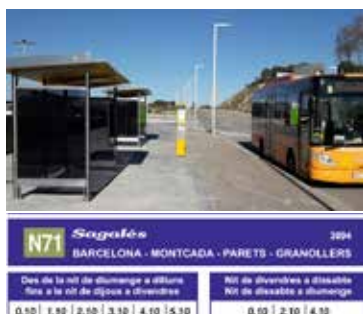 N71 Sagalés
BARCELONA - MONTCADA - PARETS - GRANOLLERS
Des de la nit de diumenge a dilluns
fins a la nit de dijous a divendres
Nit de divendres a dissabte
Nit de dissabte a diumenge
0.10 1.10 2.10 3.10 4.10 5.10
0.10 2.10 4.10